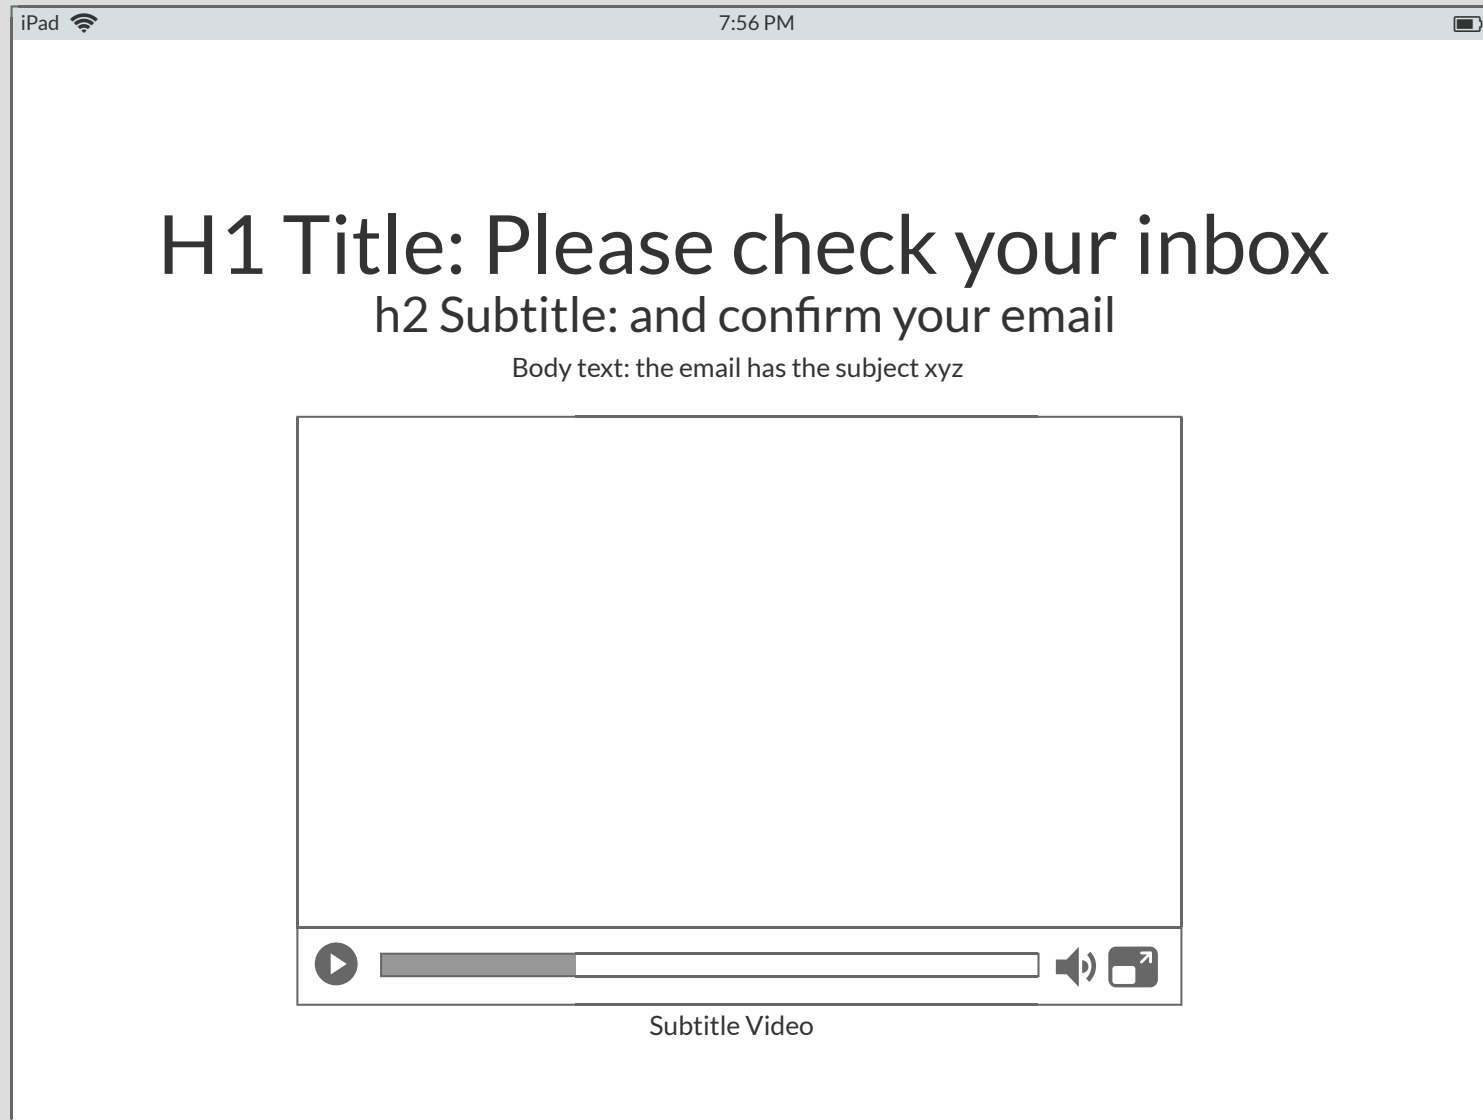 iPad
7:56 PM
H1 Title: Please check your inbox
h2 Subtitle: and confirm your email
Body text: the email has the subject xyz
Subtitle Video